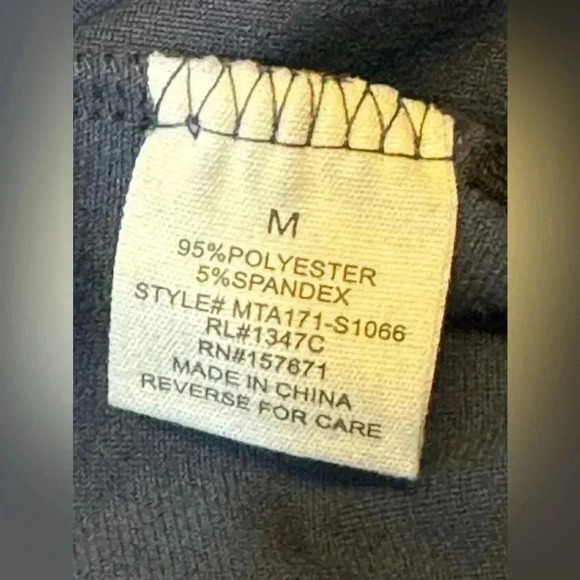 M
95%POLYESTER
5%SPANDEX
STYLE# MTA171-S1066
RL#1347C
RN#157671
MADE IN CHINA
REVERSE FOR CARE